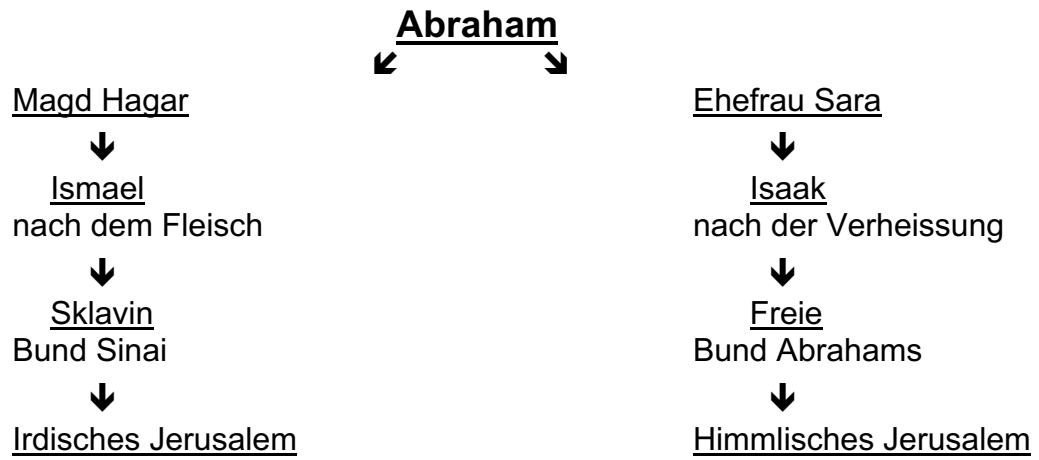 Abraham
Magd Hagar
Ehefrau Sara
Ismael
Isaak
nach dem Fleisch
nach der Verheissung
Sklavin
Freie
Bund Sinai
Bund Abrahams
Irdisches Jerusalem
Himmlisches Jerusalem